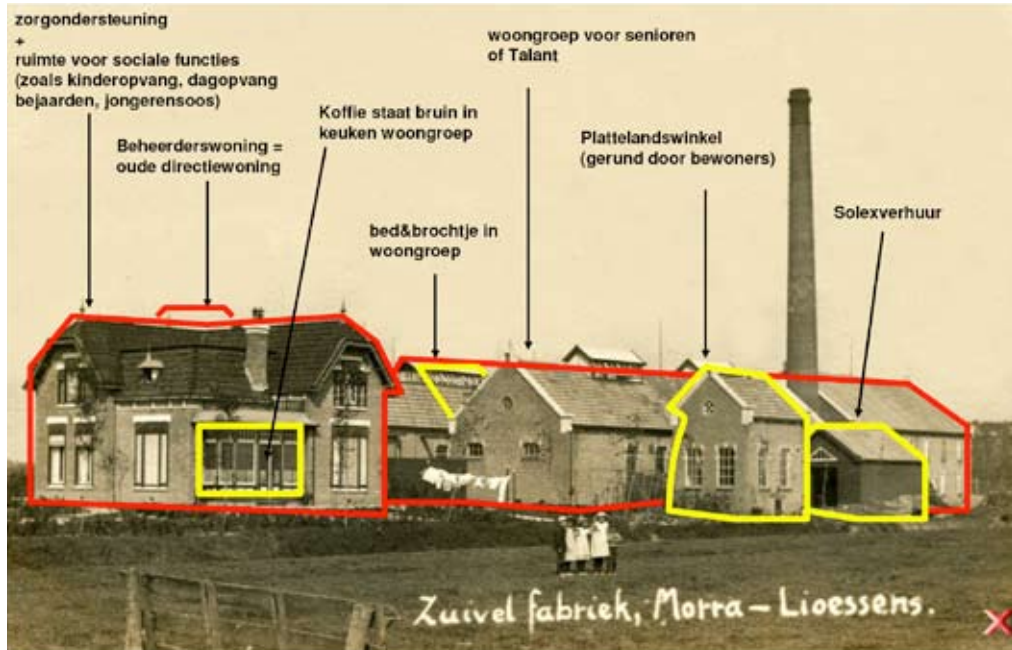 zorgondersteuning
+
ruimte voor sociale functies
(zoals kinderopvang, dagopvang
bejaarden, jongerensoos)
Beheerderswoning =
oude directiewoning
Koffie staat bruin in
keuken woongroep
bed&brochtje in
woongroep
woongroep voor senioren
of Talant
Plattelandswinkel
(gerund door bewoners)
Solexverhuur
Zuivel fabriek, Morra – Lioessens.